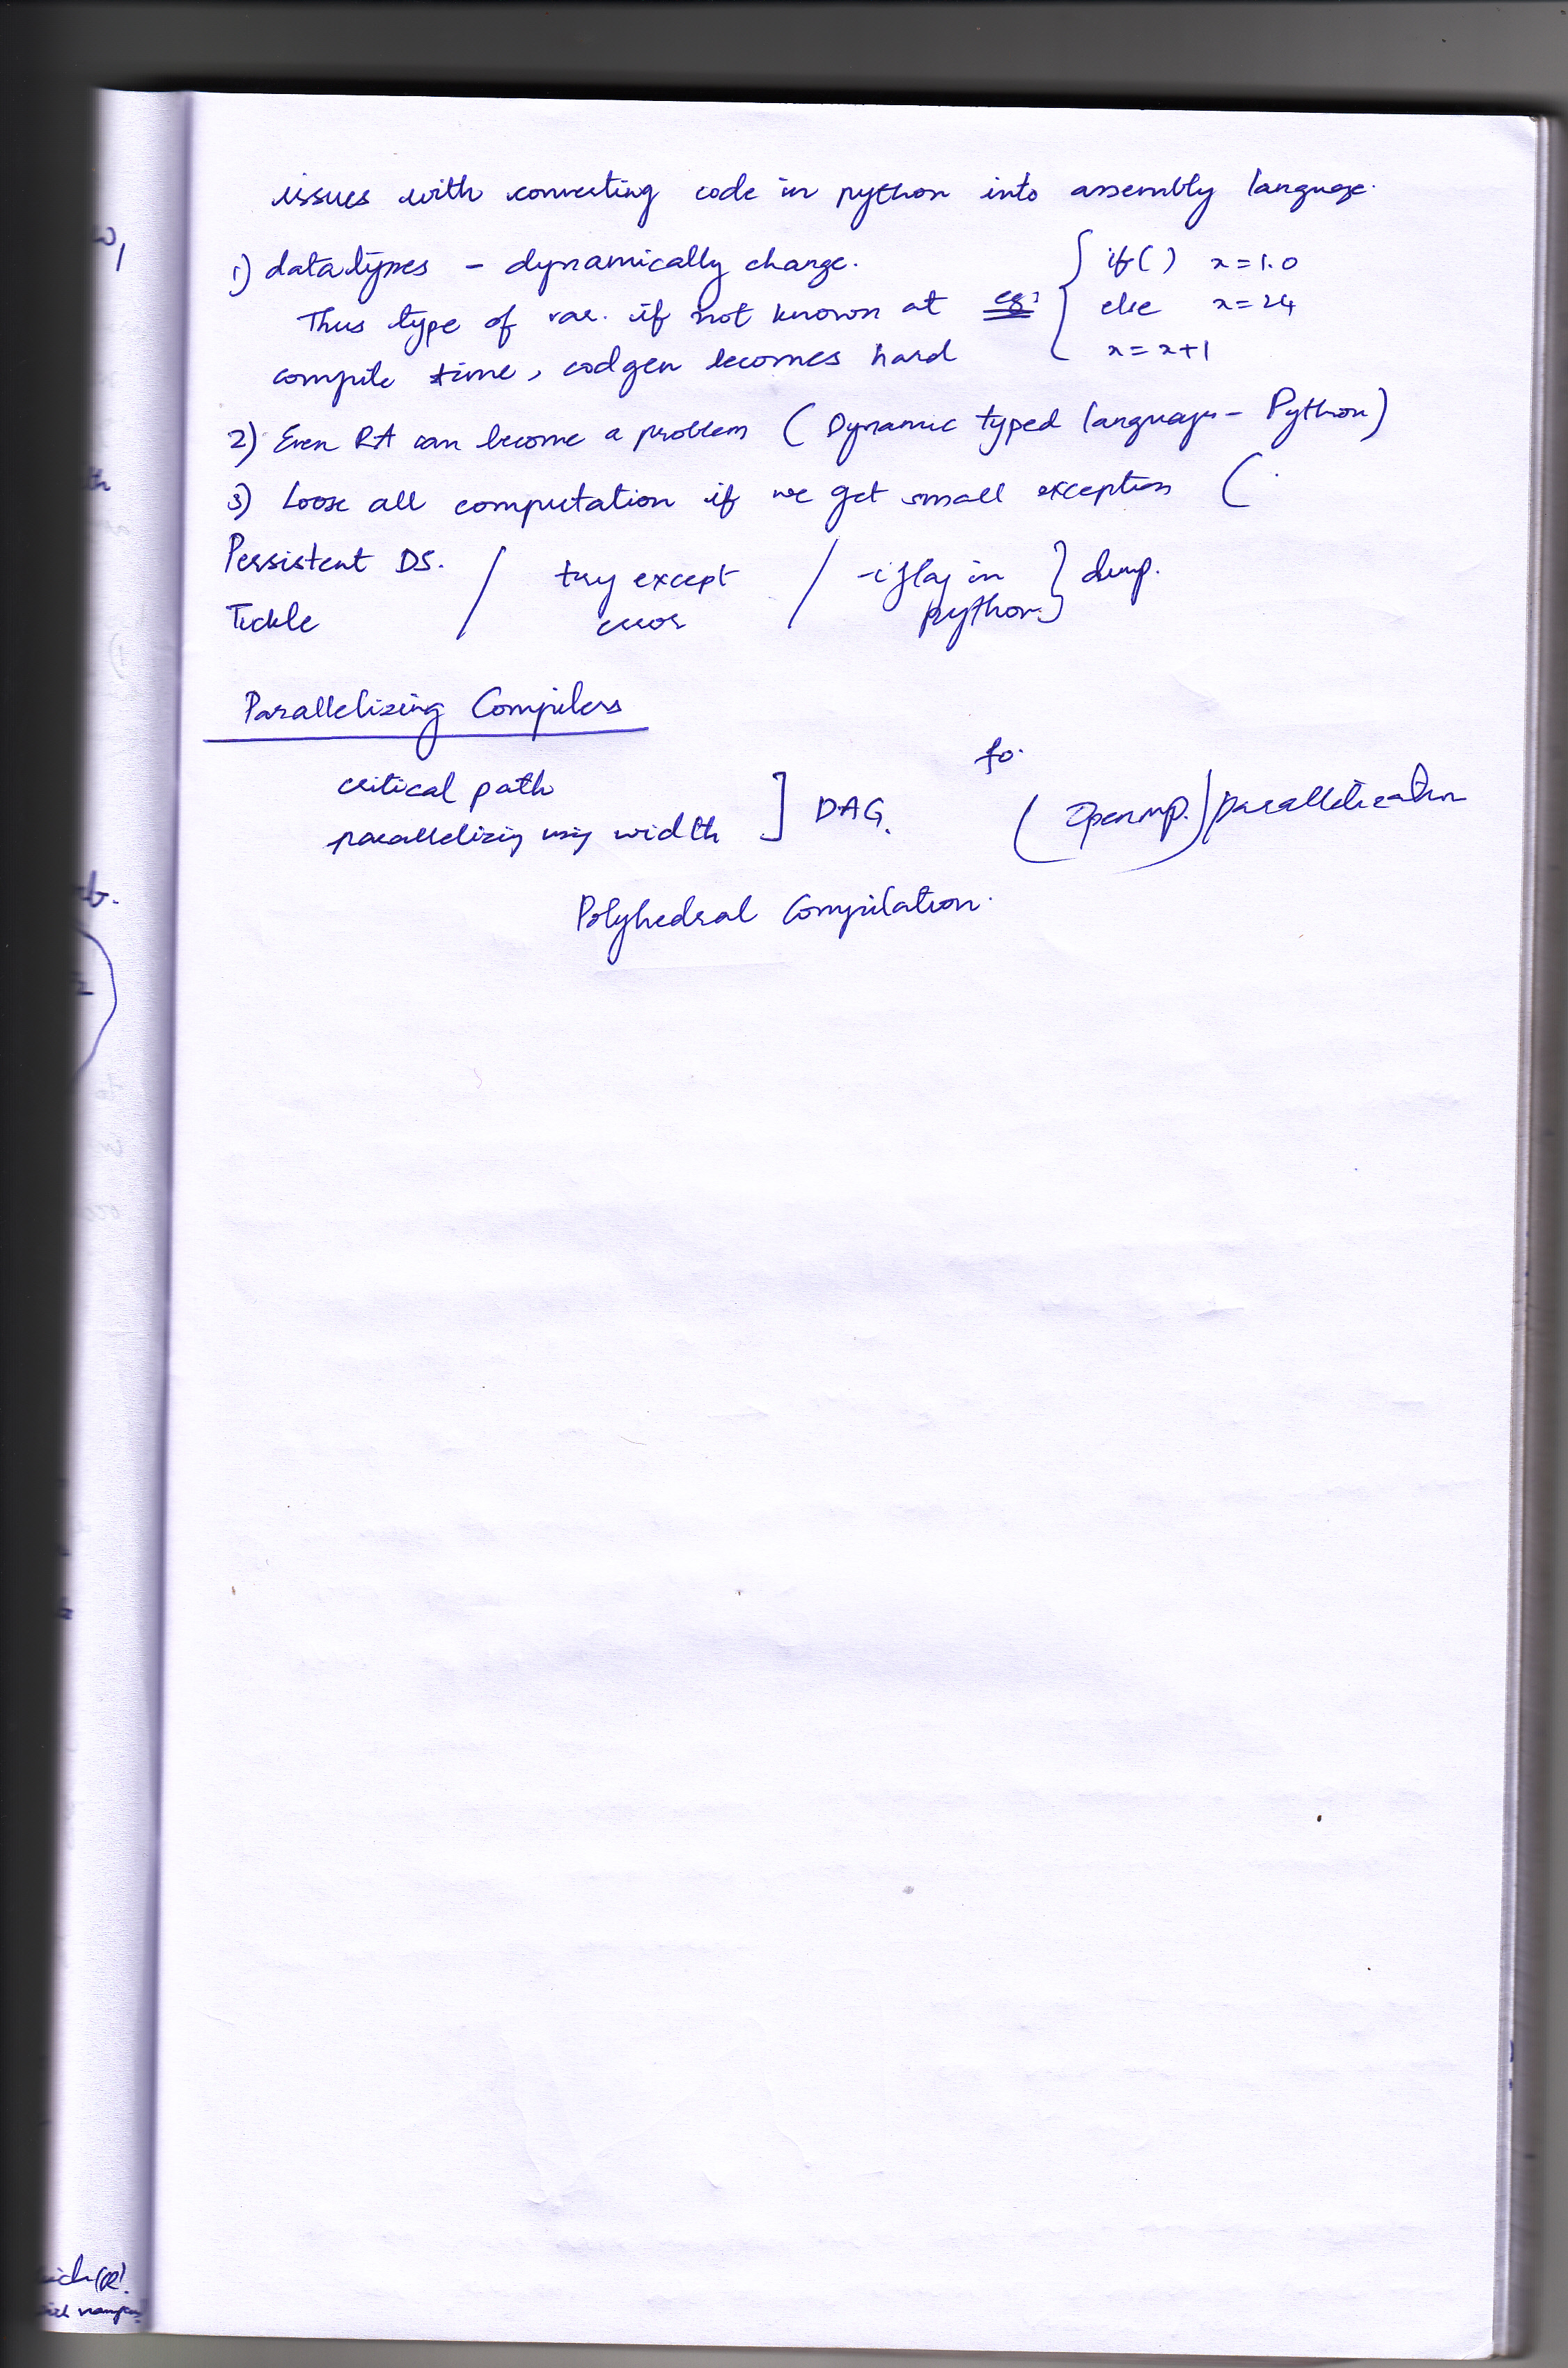 issues with converting code in python into assembly language.
1) datatypes - dynamically change.
Thus type of var. if not known at
compile time, codgen becomes hard
eg: if ( ) x = 1.0
else x = 24
x = x+1
2) Even RA can become a problem ( Dynamic typed language - Python)
3) Loose all computation if we get small exception (
Persistent DS. / try except / -i flag in } dump.
Tickle error python
Parallelizing Compilers
critical path
parallelizing using width ] DAG.
fo.
( Openmp.) parallelization
Polyhedral Compilation.